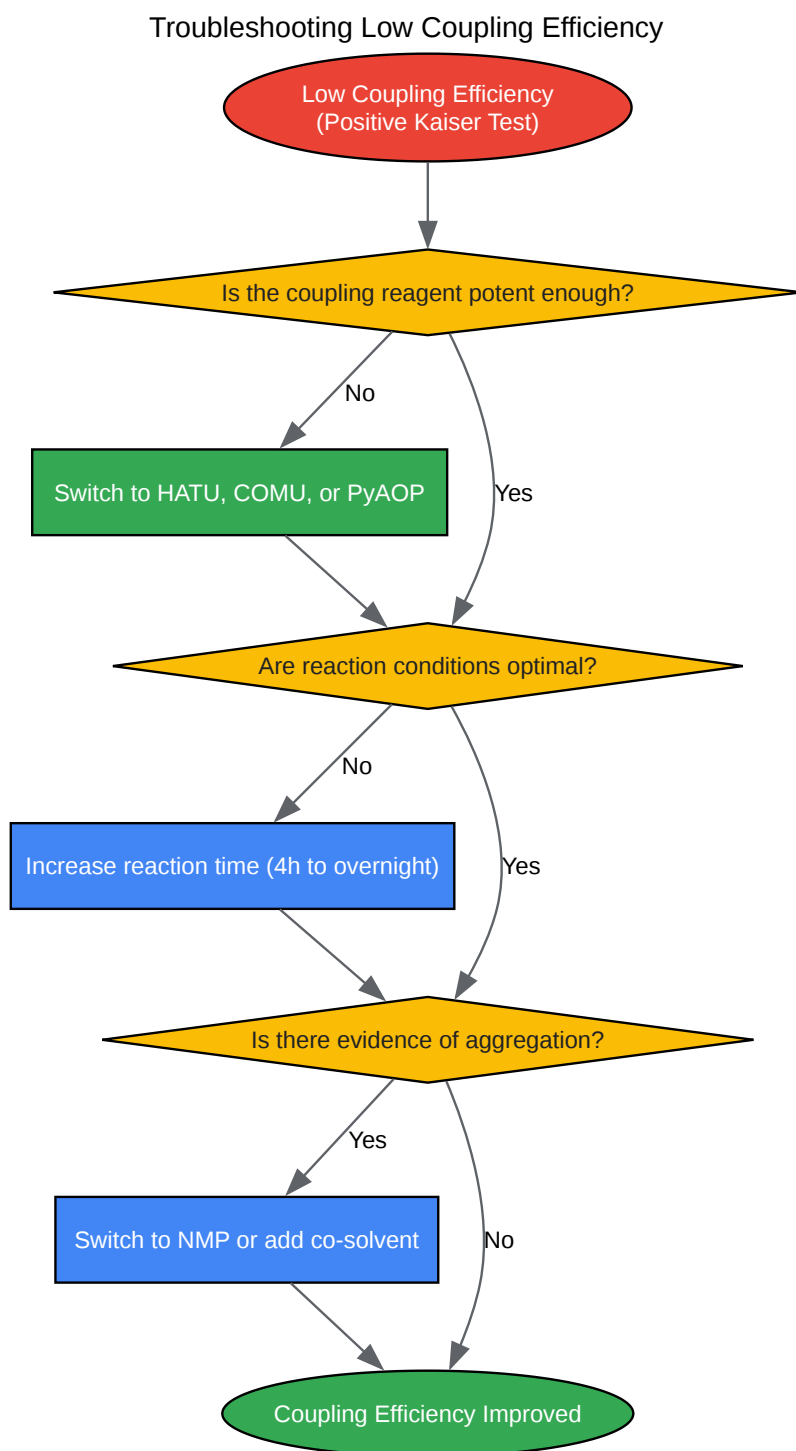 Troubleshooting Low Coupling Efficiency
Low Coupling Efficiency
(Positive Kaiser Test)
Is the coupling reagent potent enough?
No
Switch to HATU, COMU, or PyAOP
Yes
Are reaction conditions optimal?
No
Increase reaction time (4h to overnight)
Yes
Is there evidence of aggregation?
Yes
Switch to NMP or add co-solvent
No
Coupling Efficiency Improved